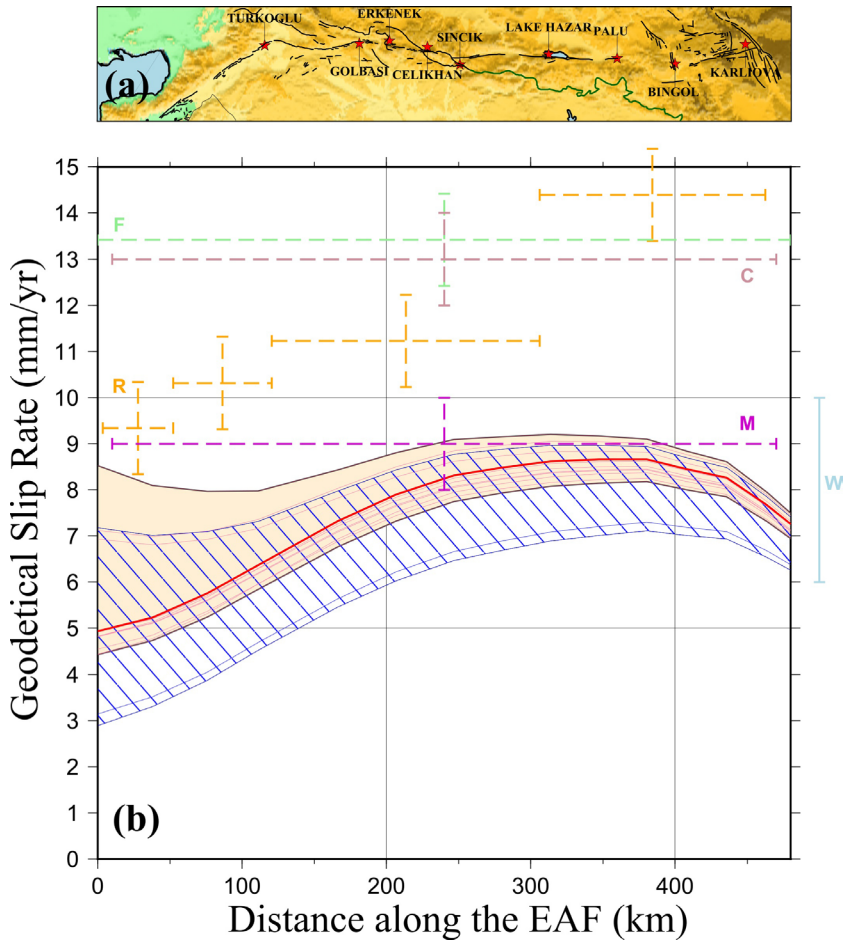 TURKOGLU
ERKENEK
SINCIK
LAKE HAZAR
PALU
GOLBASI
CELIKHAN
BINGOL
KARLIOVA
(a)
15
14
13
12
11
10
9
8
7
6
5
4
3
2
1
0
F
C
R
M
W
Geodetical Slip Rate (mm/yr)
(b)
0
100
200
300
400
Distance along the EAF (km)